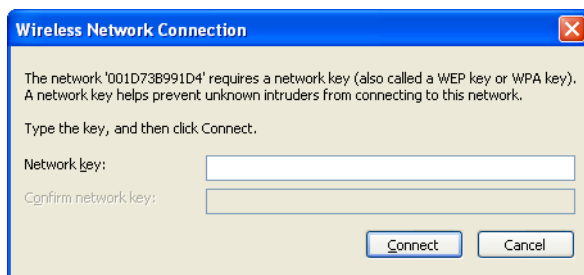 Wireless Network Connection
The network '001D73B991D4' requires a network key (also called a WEP key or WPA key).
A network key helps prevent unknown intruders from connecting to this network.
Type the key, and then click Connect.
Network key:
Confirm network key:
Connect Cancel